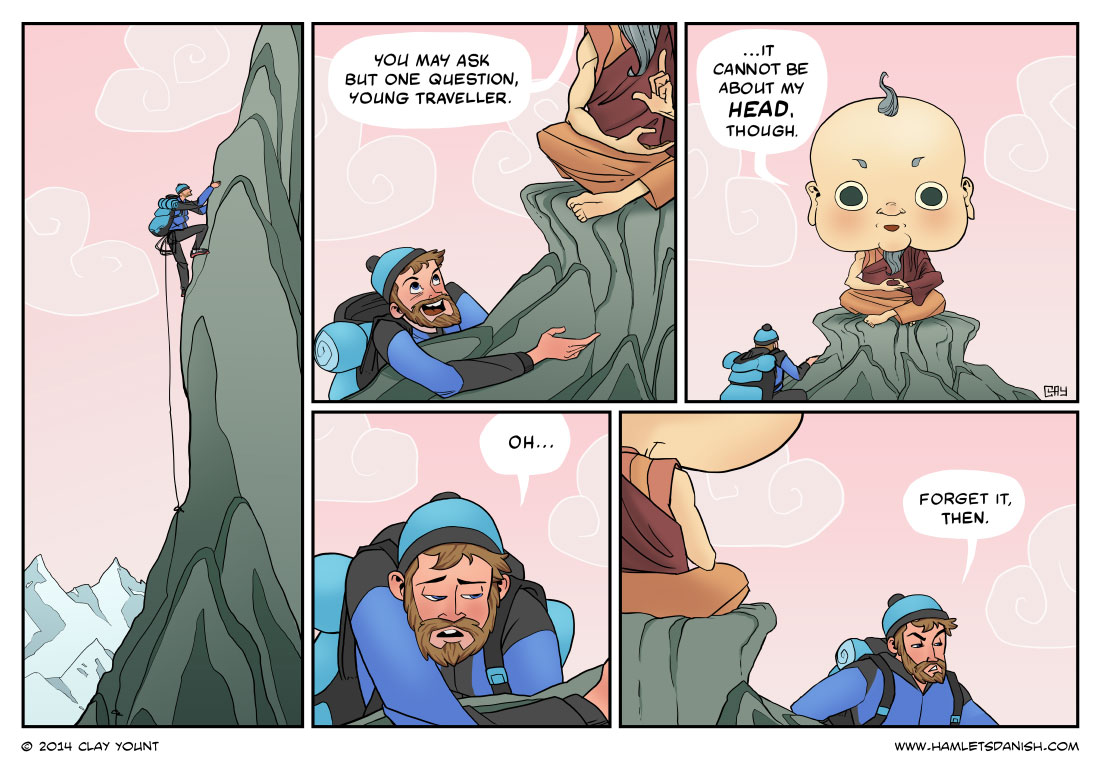 YOU MAY ASK
BUT ONE QUESTION,
YOUNG TRAVELLER.
...IT
CANNOT BE
ABOUT MY
HEAD,
THOUGH.
CLAY
OH...
FORGET IT,
THEN.
© 2014 CLAY YOUNT
WWW.HAMLETSDANISH.COM